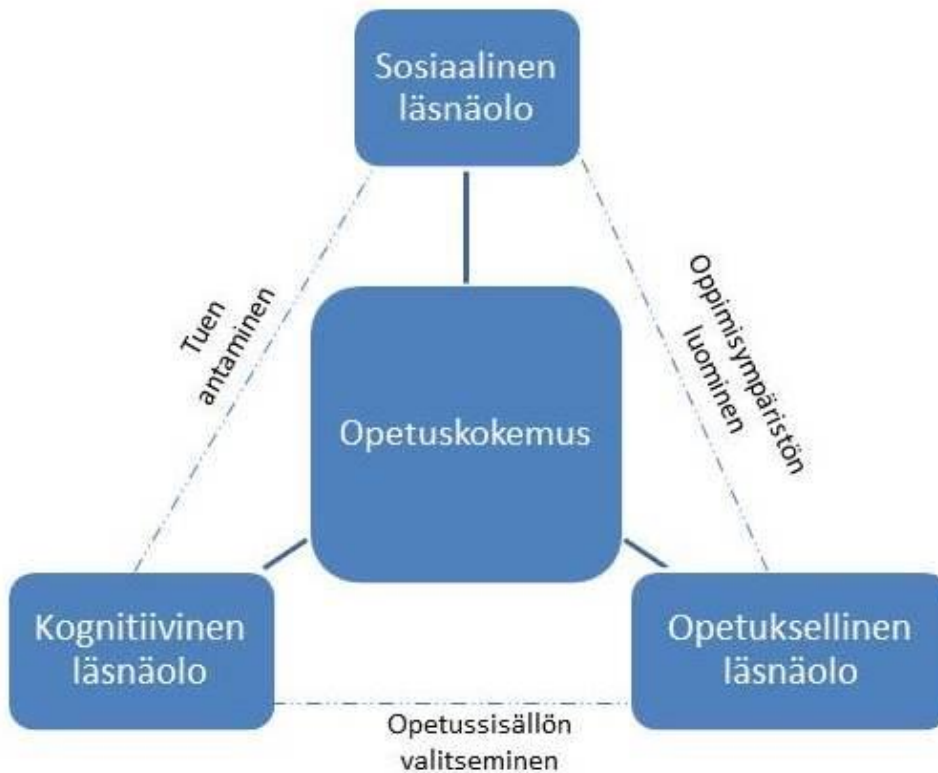 Sosiaalinen
läsnäolo
Tuen
antaminen
Oppimisympäristön
luominen
Opetuskokemus
Kognitiivinen
läsnäolo
Opetuksellinen
läsnäolo
Opetussisällön
valitseminen